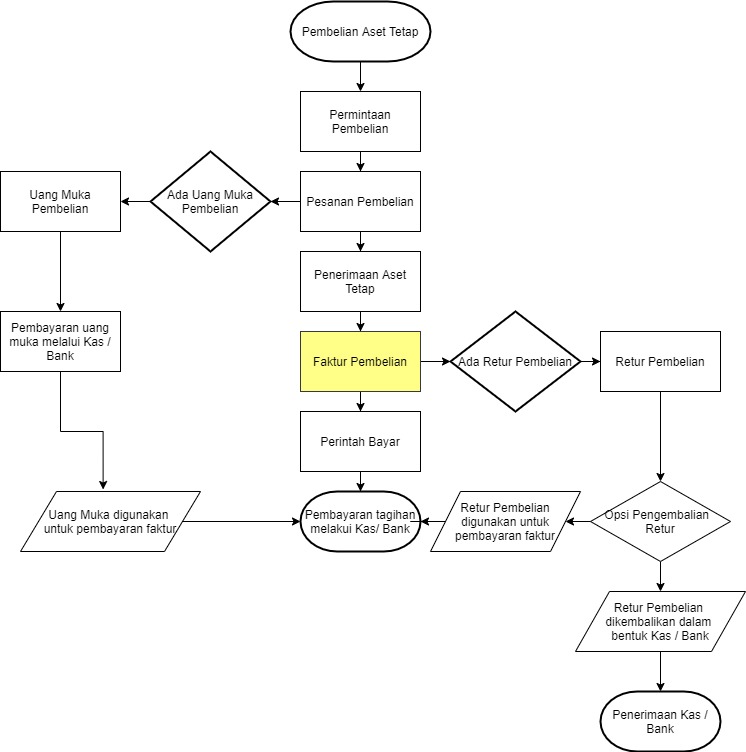 Pembelian Aset Tetap
Permintaan
Pembelian
Uang Muka
Pembelian
Ada Uang Muka
Pembelian
Pesanan Pembelian
Penerimaan Aset
Tetap
Pembayaran uang
muka melalui Kas /
Bank
Faktur Pembelian
Ada Retur Pembelian
Retur Pembelian
Perintah Bayar
Uang Muka digunakan
untuk pembayaran faktur
Pembayaran tagihan
melakui Kas/ Bank
Retur Pembelian
digunakan untuk
pembayaran faktur
Opsi Pengembalian
Retur
Retur Pembelian
dikembalikan dalam
bentuk Kas / Bank
Penerimaan Kas /
Bank